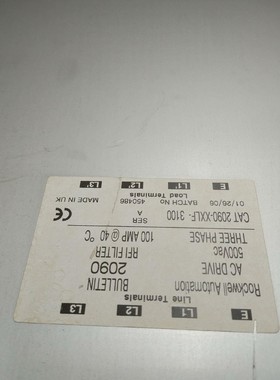 E L1 L2 L3
Line Terminals
Rockwell Automation BULLETIN
AC DRIVE 2090
500Vac RFI FILTER
THREE PHASE 100 AMP @ 40 °C
CAT 2090-XXLF- 3100 SER A CE
01/26/06 BATCH No 450486 MADE IN UK
Load Terminals
E L1' L2' L3'